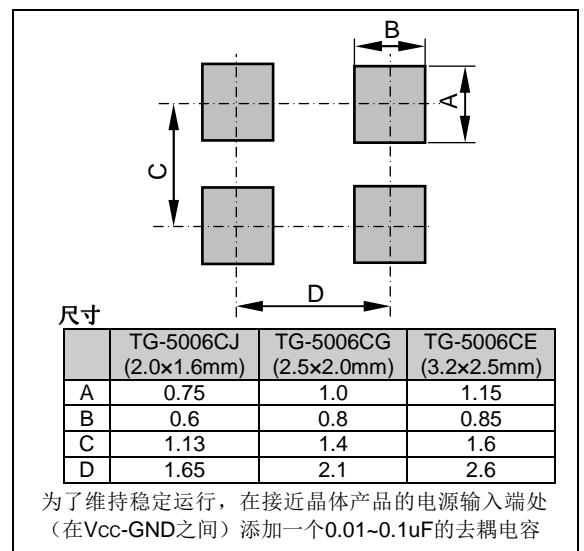 B
A
C
D
尺寸
TG-5006CJ TG-5006CG TG-5006CE
(2.0×1.6mm) (2.5×2.0mm) (3.2×2.5mm)
A 0.75 1.0 1.15
B 0.6 0.8 0.85
C 1.13 1.4 1.6
D 1.65 2.1 2.6
为了维持稳定运行，在接近晶体产品的电源输入端处
（在Vcc-GND之间）添加一个0.01~0.1uF的去耦电容